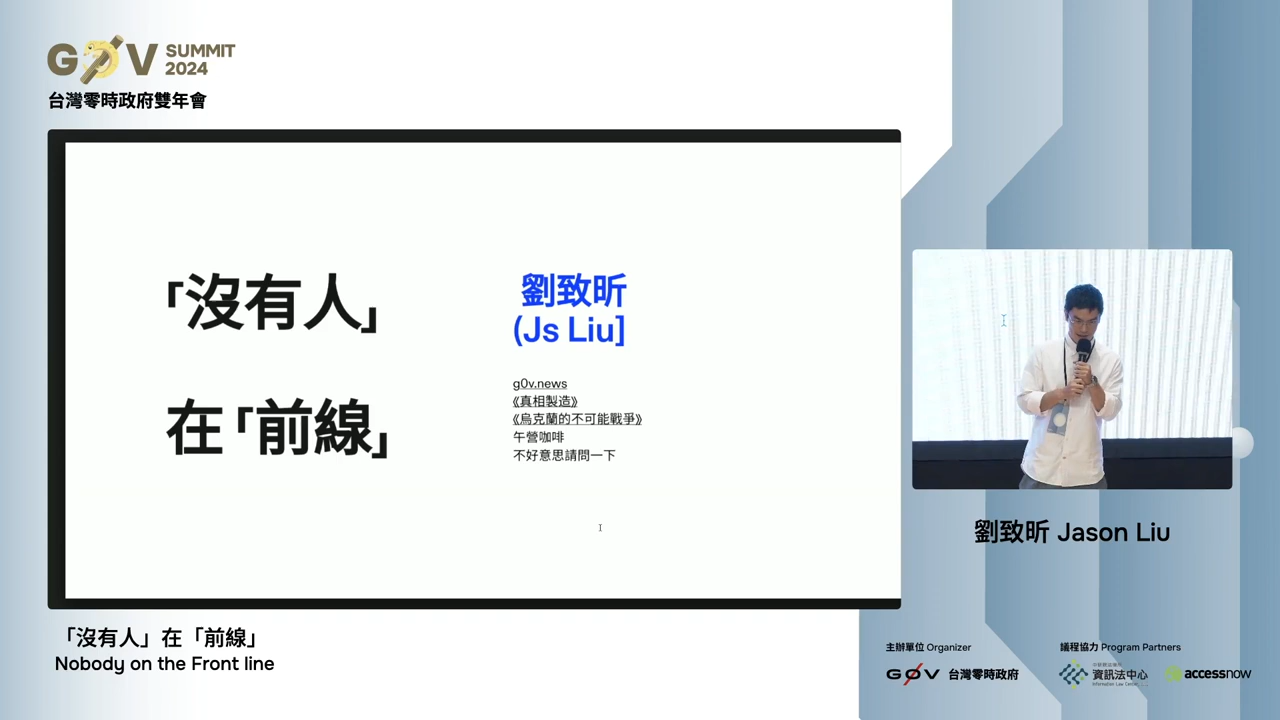 G0V SUMMIT 2024
台灣零時政府雙年會
「沒有人」
在「前線」
劉致昕
(Js Liu]
g0v.news
《真相製造》
《烏克蘭的不可能戰爭》
午營咖啡
不好意思請問一下
劉致昕 Jason Liu
「沒有人」在「前線」
Nobody on the Front line
主辦單位 Organizer
G0V 台灣零時政府
議程協力 Program Partners
資訊法中心
Information Law Center
accessnow